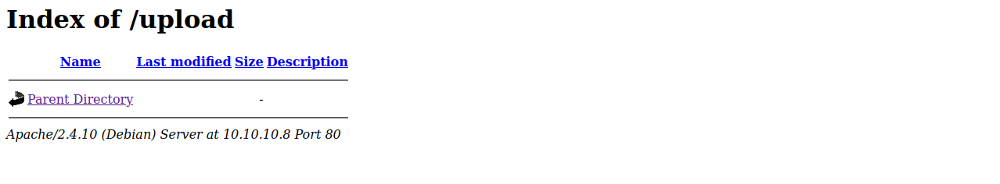 Index of /upload
Name Last modified Size Description
Parent Directory -
Apache/2.4.10 (Debian) Server at 10.10.10.8 Port 80